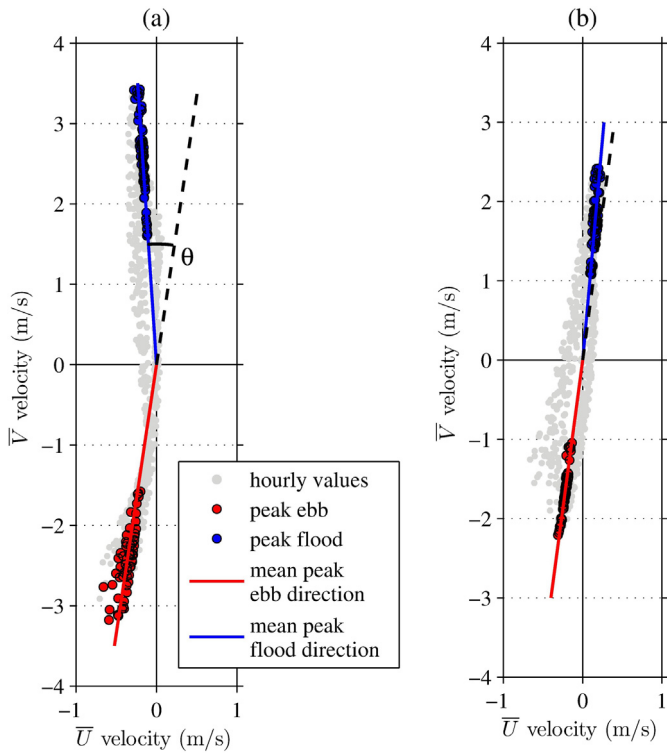 (a)
(b)
4
3
2
1
0
−1
−2
−3
−4
V̅ velocity (m/s)
θ
hourly values
peak ebb
peak flood
mean peak
ebb direction
mean peak
flood direction
−1
0
1
U̅ velocity (m/s)
4
3
2
1
0
−1
−2
−3
−4
V̅ velocity (m/s)
−1
0
1
U̅ velocity (m/s)